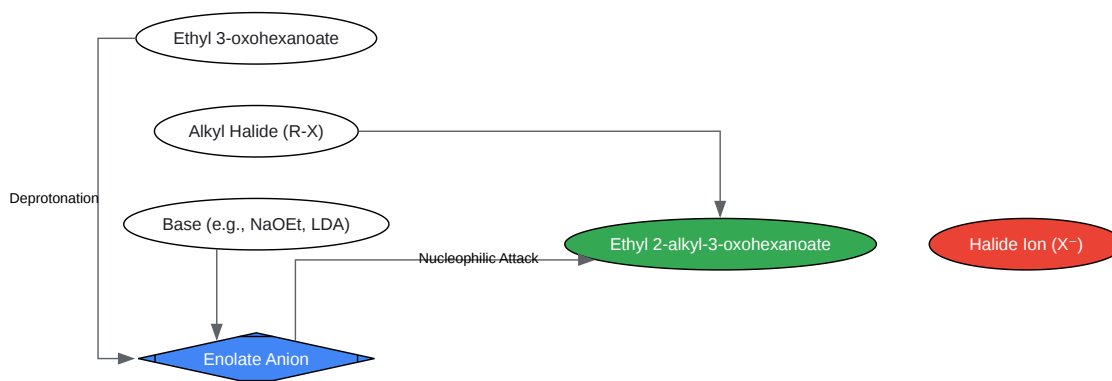 Ethyl 3-oxohexanoate
Alkyl Halide (R-X)
Deprotonation
Base (e.g., NaOEt, LDA)
Ethyl 2-alkyl-3-oxohexanoate
Halide Ion (X⁻)
Nucleophilic Attack
Enolate Anion